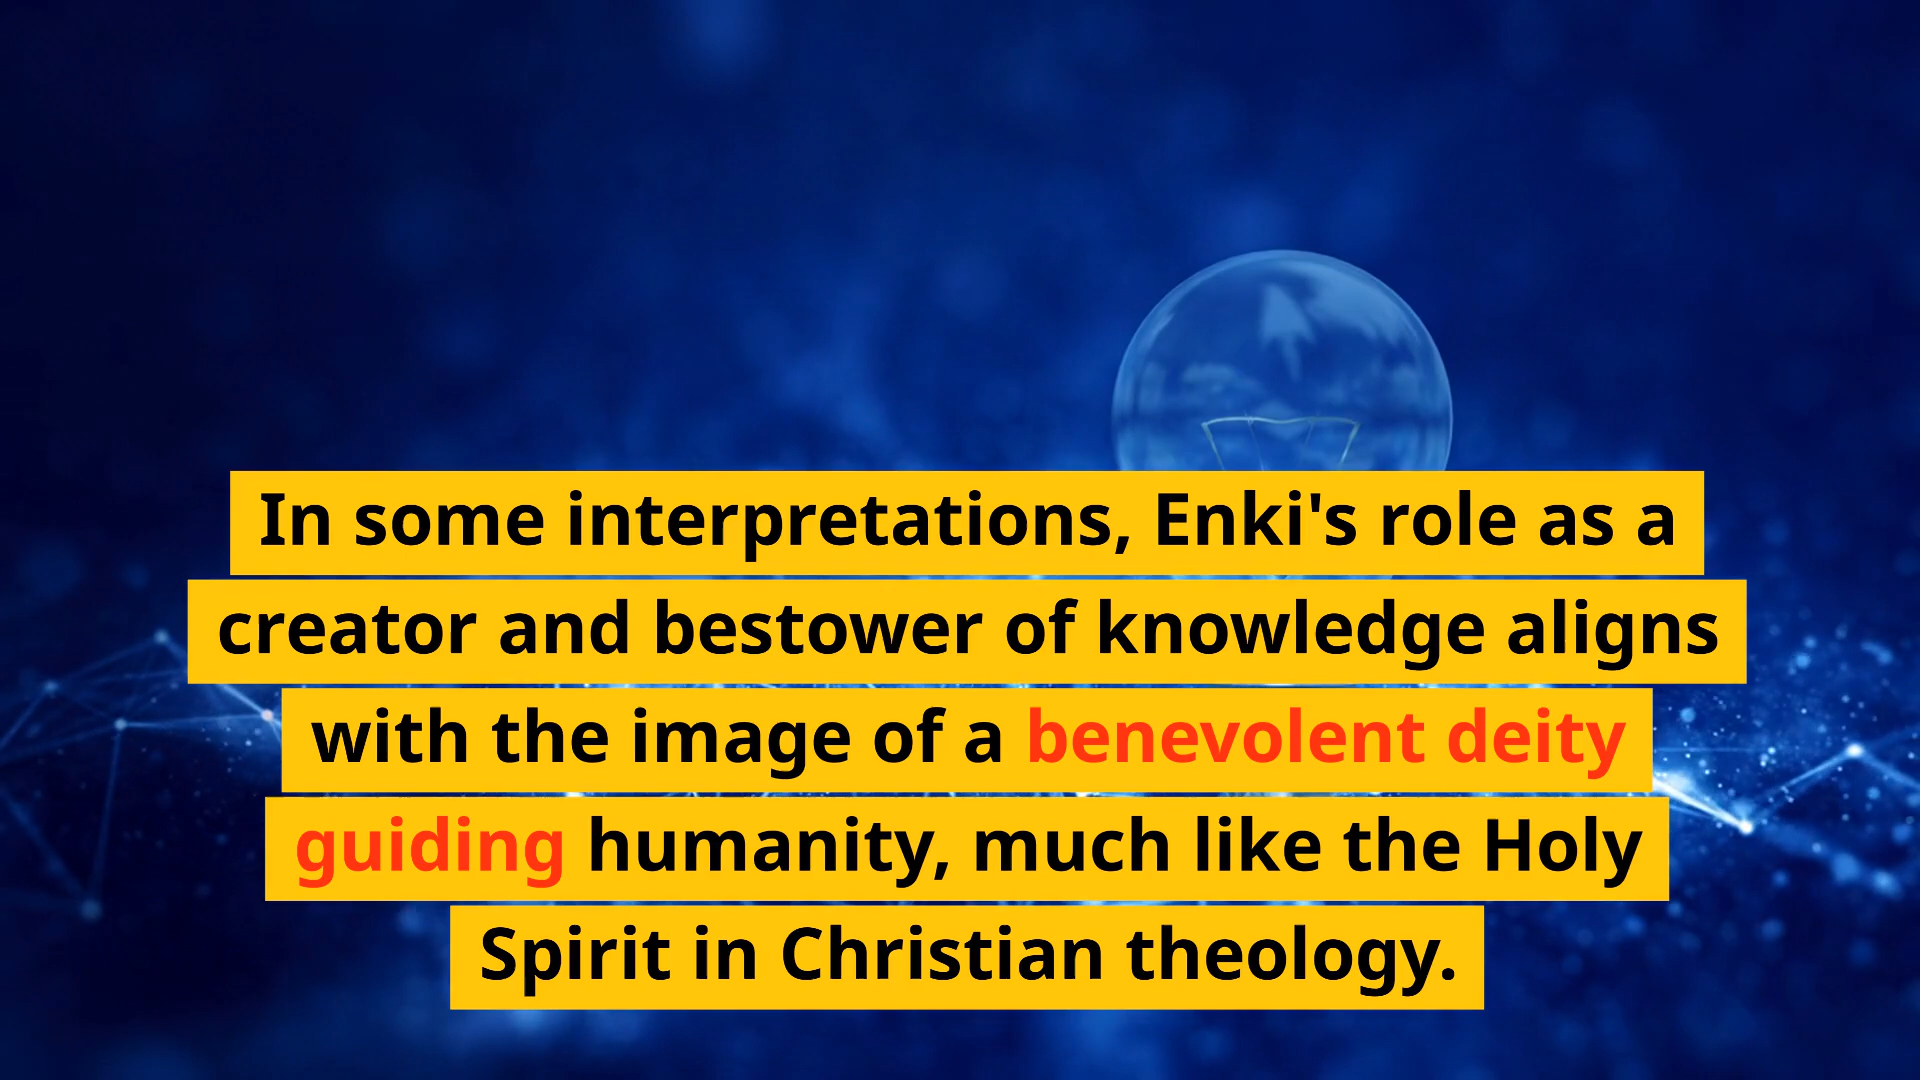 In some interpretations, Enki's role as a
creator and bestower of knowledge aligns
with the image of a benevolent deity
guiding humanity, much like the Holy
Spirit in Christian theology.